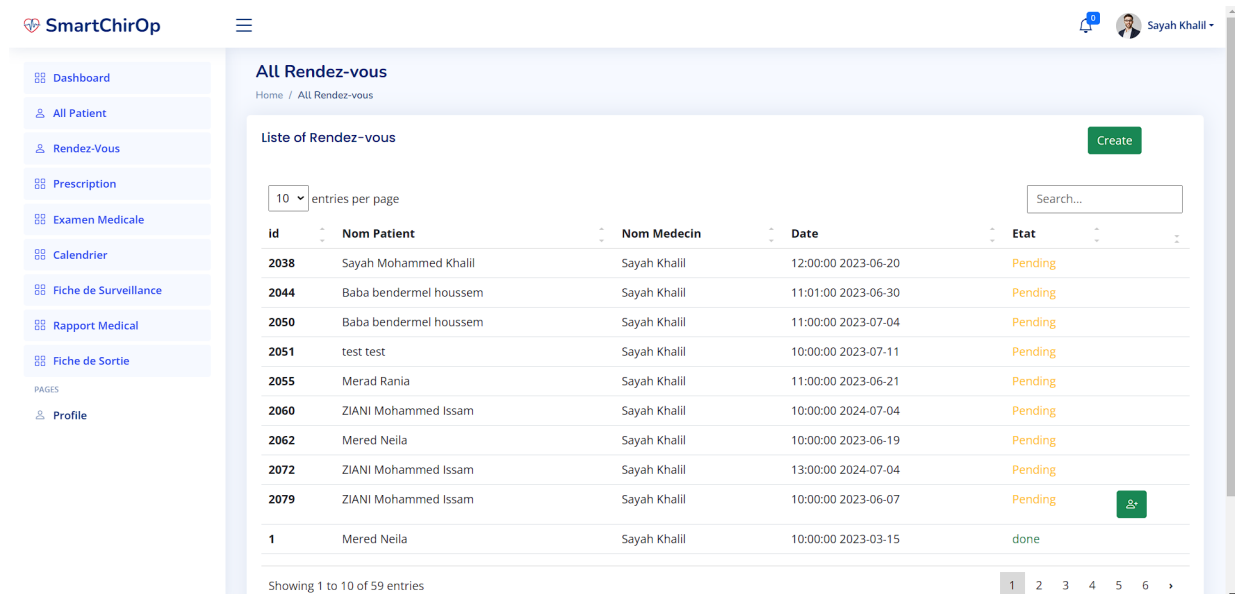 SmartChirOp
0
Sayah Khalil
Dashboard
All Patient
Rendez-Vous
Prescription
Examen Medicale
Calendrier
Fiche de Surveillance
Rapport Medical
Fiche de Sortie
PAGES
Profile
All Rendez-vous
Home / All Rendez-vous
Liste of Rendez-vous
Create
10 entries per page
Search...
id Nom Patient Nom Medecin Date Etat
2038 Sayah Mohammed Khalil Sayah Khalil 12:00:00 2023-06-20 Pending
2044 Baba bendermel houssem Sayah Khalil 11:01:00 2023-06-30 Pending
2050 Baba bendermel houssem Sayah Khalil 11:00:00 2023-07-04 Pending
2051 test test Sayah Khalil 10:00:00 2023-07-11 Pending
2055 Merad Rania Sayah Khalil 11:00:00 2023-06-21 Pending
2060 ZIANI Mohammed Issam Sayah Khalil 10:00:00 2024-07-04 Pending
2062 Mered Neila Sayah Khalil 10:00:00 2023-06-19 Pending
2072 ZIANI Mohammed Issam Sayah Khalil 13:00:00 2024-07-04 Pending
2079 ZIANI Mohammed Issam Sayah Khalil 10:00:00 2023-06-07 Pending
1 Mered Neila Sayah Khalil 10:00:00 2023-03-15 done
Showing 1 to 10 of 59 entries
1 2 3 4 5 6 ›